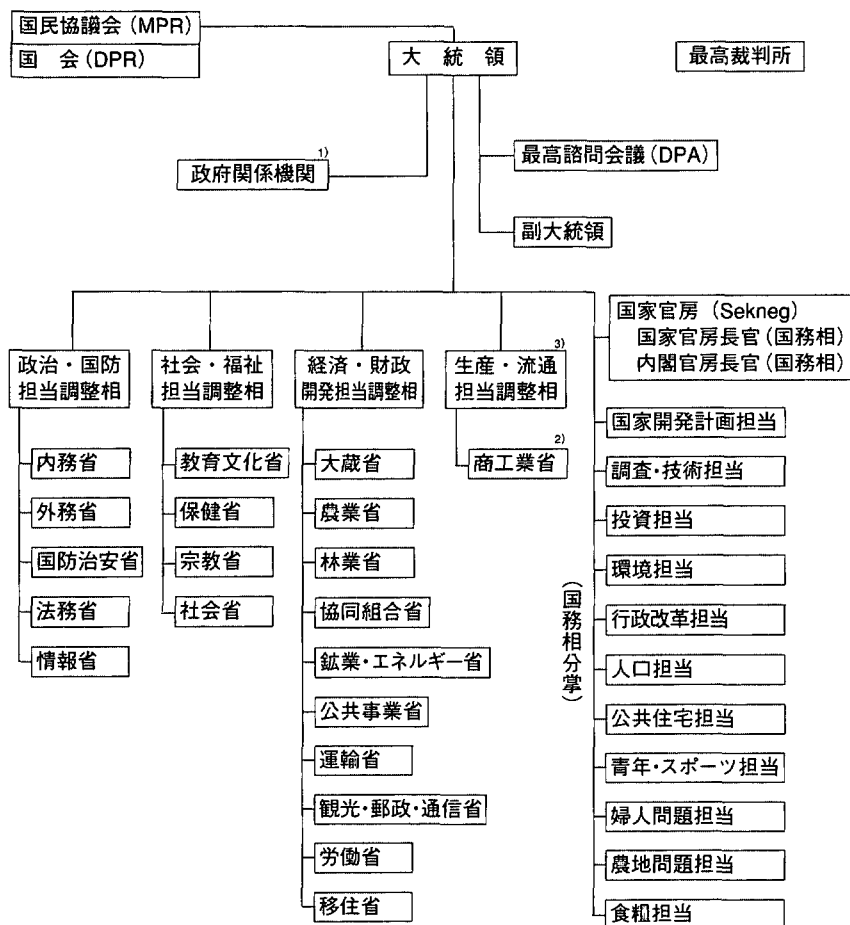 国民協議会(MPR)
国 会(DPR)
大 統 領
最高裁判所
政府関係機関 1)
最高諮問会議(DPA)
副大統領
国家官房(Sekneg)
国家官房長官(国務相)
内閣官房長官(国務相)
政治・国防
担当調整相
内務省
外務省
国防治安省
法務省
情報省
社会・福祉
担当調整相
教育文化省
保健省
宗教省
社会省
経済・財政
開発担当調整相
大蔵省
農業省
林業省
協同組合省
鉱業・エネルギー省
公共事業省
運輸省
観光・郵政・通信省
労働省
移住省
生産・流通 3)
担当調整相
商工業省 2)
(国務相分掌)
国家開発計画担当
調査・技術担当
投資担当
環境担当
行政改革担当
人口担当
公共住宅担当
青年・スポーツ担当
婦人問題担当
農地問題担当
食糧担当